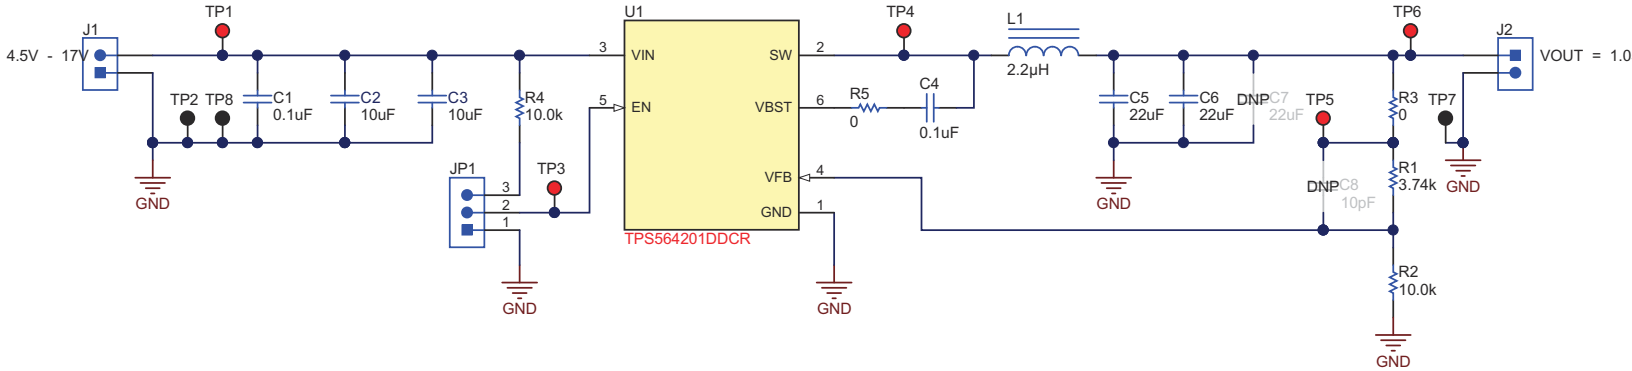 J1
4.5V - 17V
TP1
TP2
TP8
C1
0.1uF
C2
10uF
C3
10uF
GND
R4
10.0k
JP1
3
2
1
TP3
GND
U1
3
VIN
5
EN
SW
2
VBST
6
VFB
4
GND
1
TPS564201DDCR
GND
TP4
R5
0
C4
0.1uF
L1
2.2µH
C5
22uF
C6
22uF
DNP
C7
22uF
GND
TP5
DNP
C8
10pF
TP6
R3
0
R1
3.74k
R2
10.0k
GND
TP7
GND
J2
VOUT = 1.0